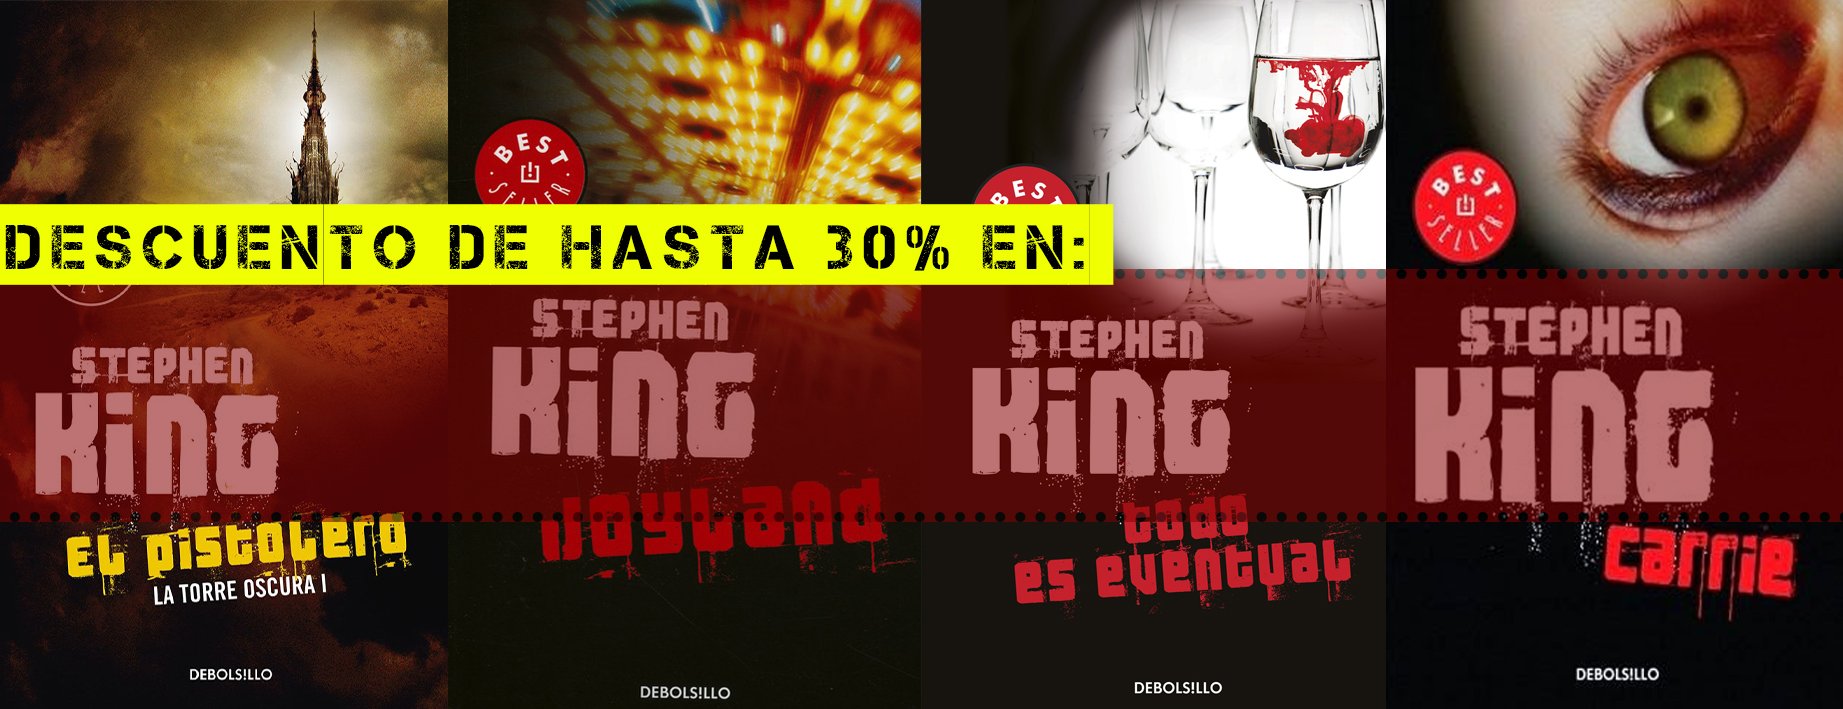 BEST
SELLER
BEST
BEST
SELLER
DESCUENTO DE HASTA 30% EN:
STEPHEN
KING
EL PISTOLERO
LA TORRE OSCURA I
DEBOLS!LLO
STEPHEN
KING
JOYLAND
DEBOLS!LLO
STEPHEN
KING
todo
es eventual
DEBOLS!LLO
STEPHEN
KING
carrie
DEBOLS!LLO